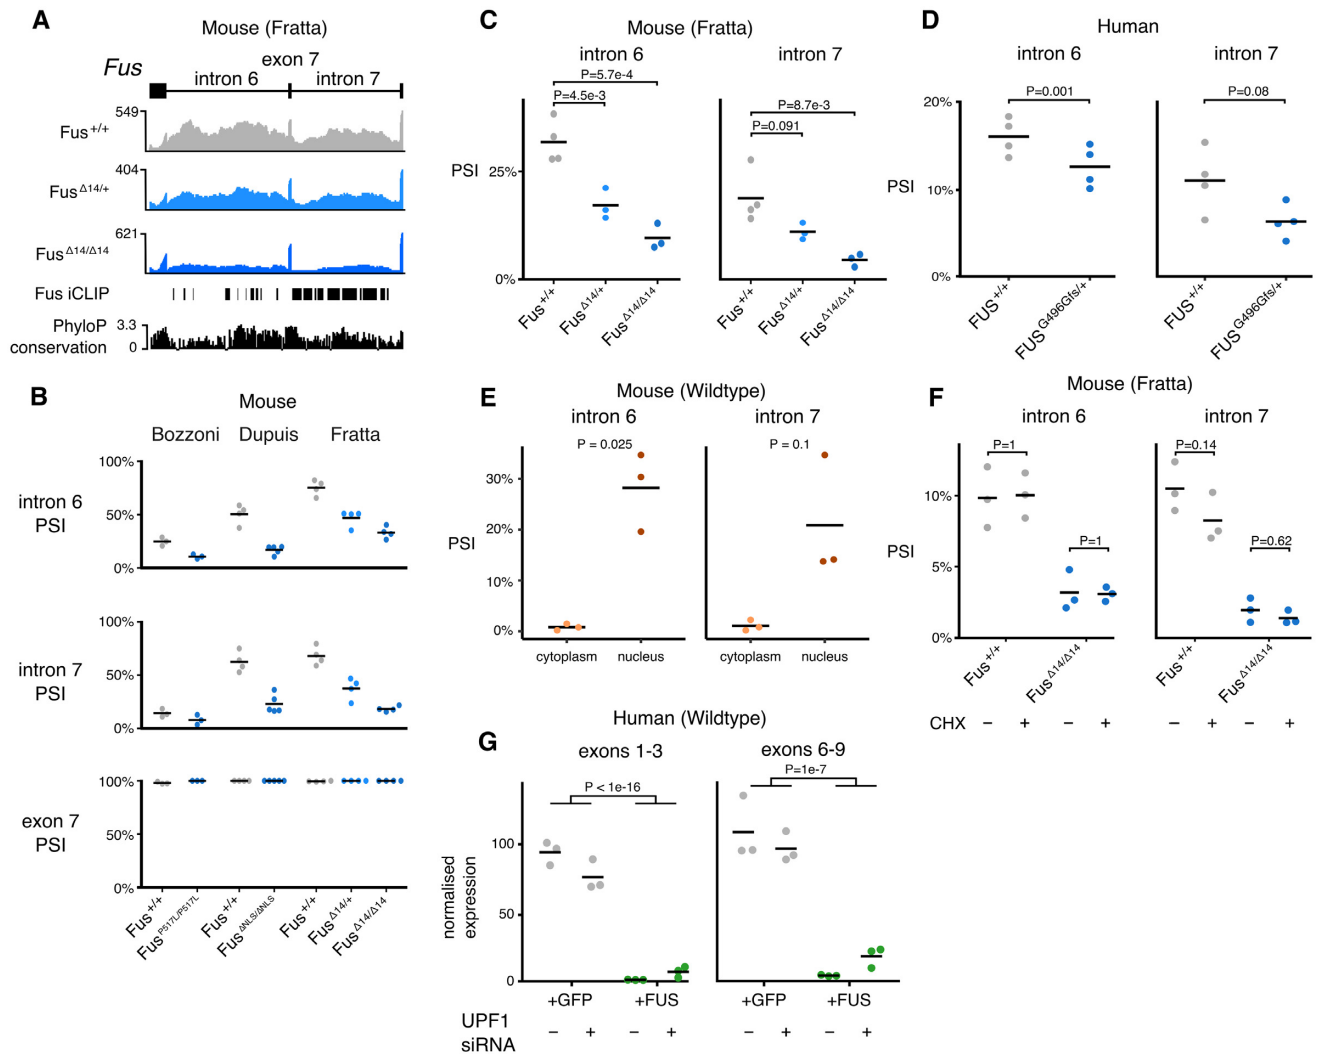 A
Mouse (Fratta)
Fus
exon 7
intron 6
intron 7
549
Fus+/+
404
FusΔ14/+
621
FusΔ14/Δ14
Fus iCLIP
PhyloP
conservation
3.3
0
B
Mouse
Bozzoni
Dupuis
Fratta
intron 6
PSI
100%
50%
0%
intron 7
PSI
100%
50%
0%
exon 7
PSI
100%
50%
0%
Fus+/+
FusP517L/P517L
Fus+/+
FusΔNLS/ΔNLS
Fus+/+
FusΔ14/+
FusΔ14/Δ14
C
Mouse (Fratta)
intron 6
intron 7
P=5.7e-4
P=4.5e-3
P=8.7e-3
P=0.091
PSI
25%
0%
0%
Fus+/+
FusΔ14/+
FusΔ14/Δ14
Fus+/+
FusΔ14/+
FusΔ14/Δ14
D
Human
intron 6
intron 7
P=0.001
P=0.08
PSI
20%
10%
0%
0%
FUS+/+
FUSG496Gfs/+
FUS+/+
FUSG496Gfs/+
E
Mouse (Wildtype)
intron 6
intron 7
P = 0.025
P = 0.1
PSI
30%
20%
10%
0%
cytoplasm
nucleus
cytoplasm
nucleus
F
Mouse (Fratta)
intron 6
intron 7
P=1
P=1
P=0.14
P=0.62
PSI
10%
5%
0%
Fus+/+
FusΔ14/Δ14
Fus+/+
FusΔ14/Δ14
CHX
– + – + – + – +
G
Human (Wildtype)
exons 1-3
exons 6-9
P < 1e-16
P=1e-7
normalised
expression
100
50
0
+GFP
+FUS
+GFP
+FUS
UPF1
siRNA
– + – + – + – +